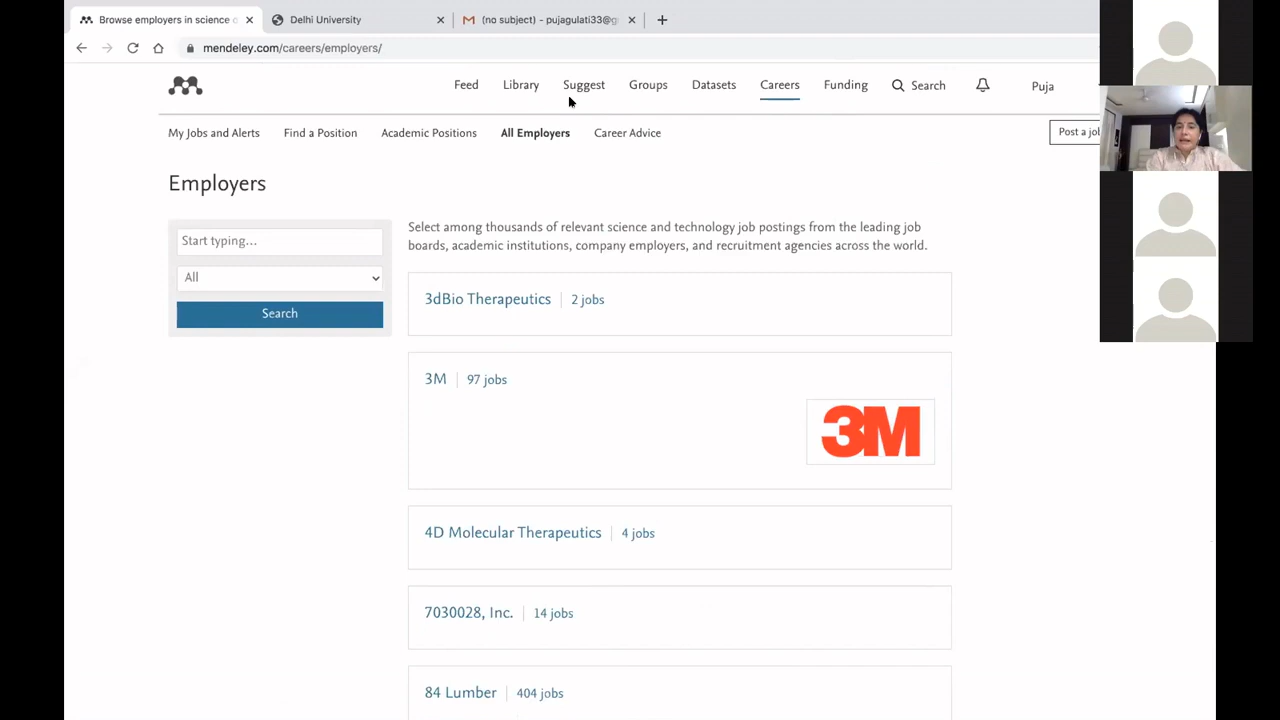 Browse employers in science o
Delhi University
(no subject) - pujagulati33@g
mendeley.com/careers/employers/
Feed Library Suggest Groups Datasets Careers Funding Search Puja
My Jobs and Alerts Find a Position Academic Positions All Employers Career Advice Post a job
Employers
Start typing...
All
Search
Select among thousands of relevant science and technology job postings from the leading job
boards, academic institutions, company employers, and recruitment agencies across the world.
3dBio Therapeutics 2 jobs
3M 97 jobs
3M
4D Molecular Therapeutics 4 jobs
7030028, Inc. 14 jobs
84 Lumber 404 jobs